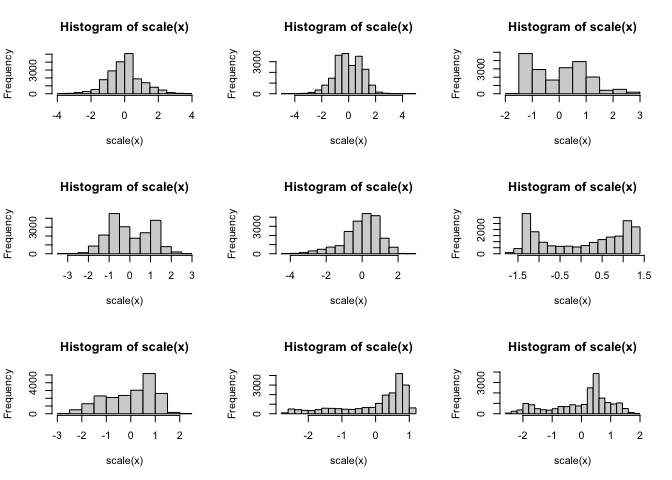 Histogram of scale(x) Histogram of scale(x) Histogram of scale(x)
Frequency Frequency Frequency
0 3000 0 3000 0 3000
-4 -2 0 2 4 -4 -2 0 2 4 -2 -1 0 1 2 3
scale(x) scale(x) scale(x)
Histogram of scale(x) Histogram of scale(x) Histogram of scale(x)
Frequency Frequency Frequency
0 3000 0 3000 0 2000
-3 -2 -1 0 1 2 3 -4 -2 0 2 -1.5 -0.5 0.5 1.5
scale(x) scale(x) scale(x)
Histogram of scale(x) Histogram of scale(x) Histogram of scale(x)
Frequency Frequency Frequency
0 4000 0 3000 0 3000
-3 -2 -1 0 1 2 -2 -1 0 1 -2 -1 0 1 2
scale(x) scale(x) scale(x)